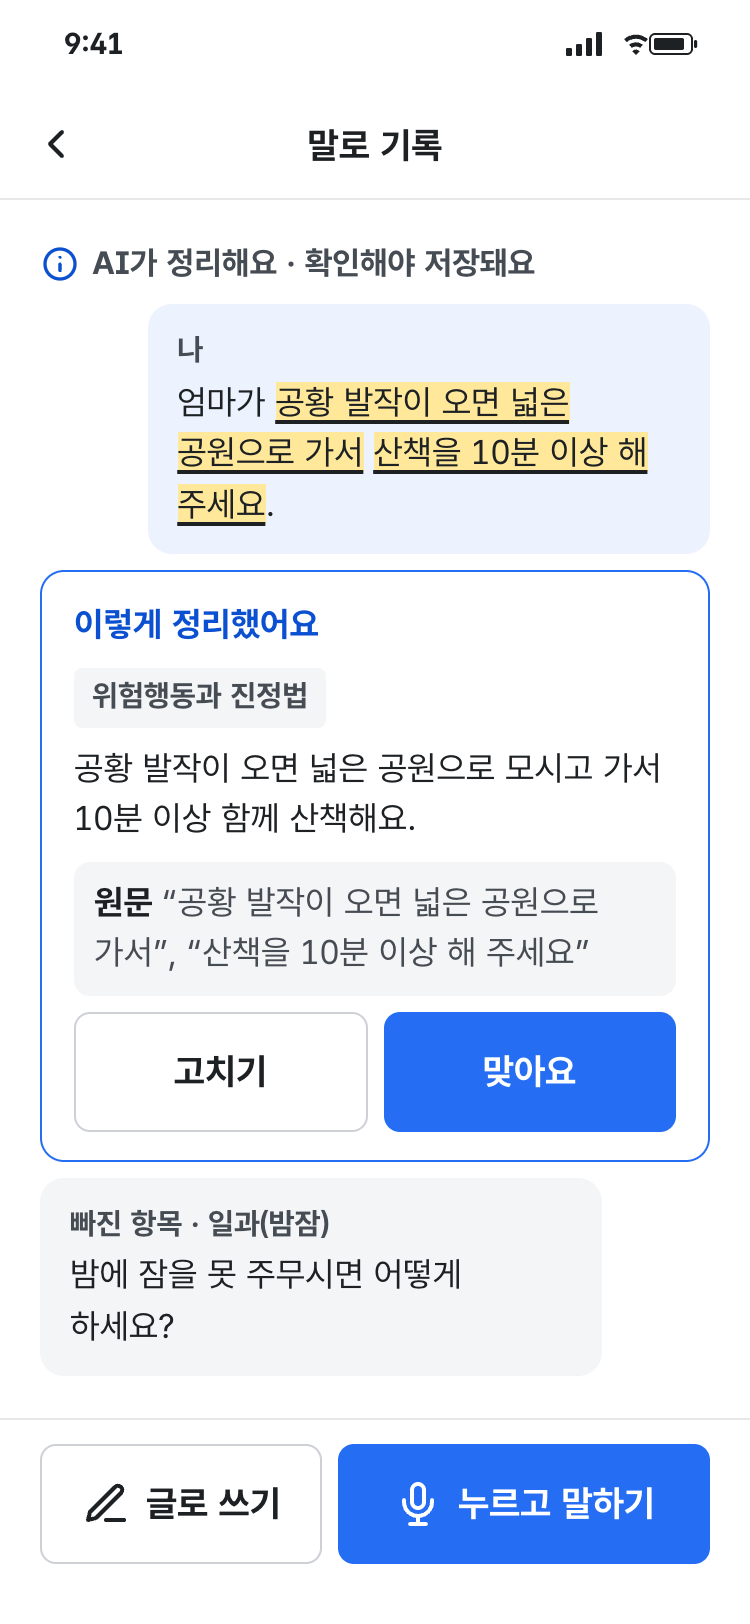 9:41
말로 기록
AI가 정리해요 · 확인해야 저장돼요
나
엄마가 공황 발작이 오면 넓은
공원으로 가서 산책을 10분 이상 해
주세요.
이렇게 정리했어요
위험행동과 진정법
공황 발작이 오면 넓은 공원으로 모시고 가서
10분 이상 함께 산책해요.
원문 “공황 발작이 오면 넓은 공원으로
가서”, “산책을 10분 이상 해 주세요”
고치기
맞아요
빠진 항목 · 일과(밤잠)
밤에 잠을 못 주무시면 어떻게
하세요?
글로 쓰기
누르고 말하기